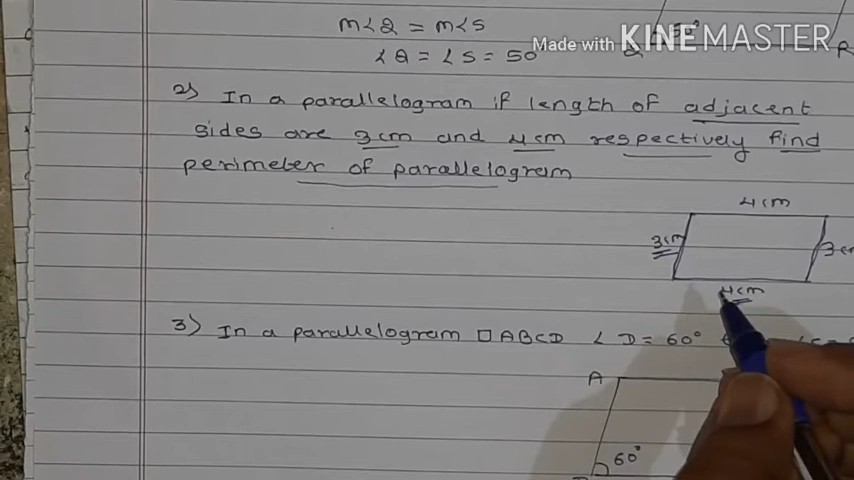 m∠Q = m∠S
∠Q = ∠S = 50
Made with KINEMASTER
Q 50° R
2) In a parallelogram if length of adjacent
sides are 3cm and 4cm respectively find
perimeter of parallelogram
4cm
3cm 3cm
4cm
3) In a parallelogram □ABCD ∠D = 60°
A
60°